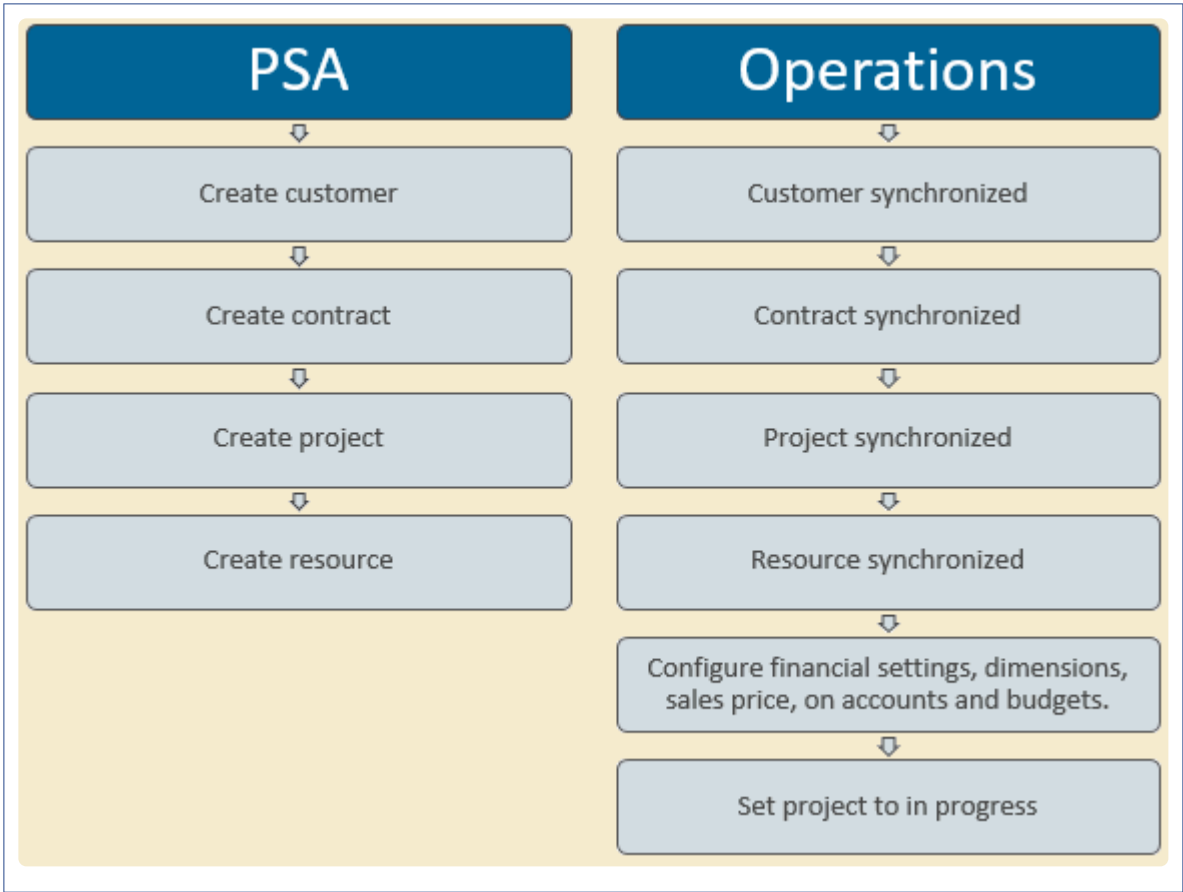 PSA
Create customer
Create contract
Create project
Create resource
Operations
Customer synchronized
Contract synchronized
Project synchronized
Resource synchronized
Configure financial settings, dimensions,
sales price, on accounts and budgets.
Set project to in progress